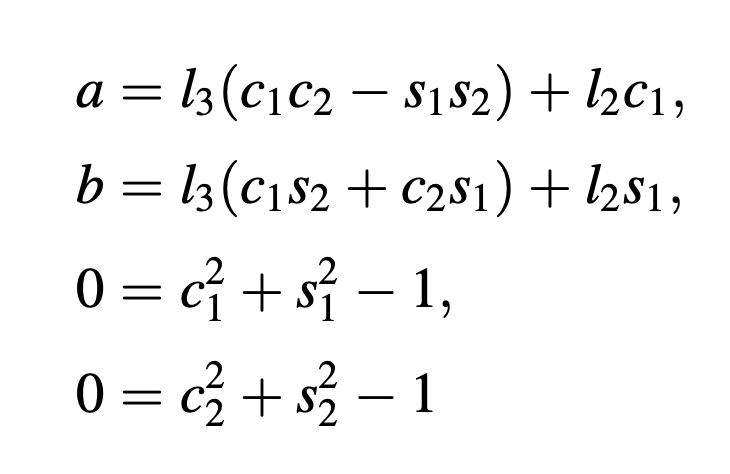 a = l₃(c₁c₂ − s₁s₂) + l₂c₁,
b = l₃(c₁s₂ + c₂s₁) + l₂s₁,
0 = c₁² + s₁² − 1,
0 = c₂² + s₂² − 1